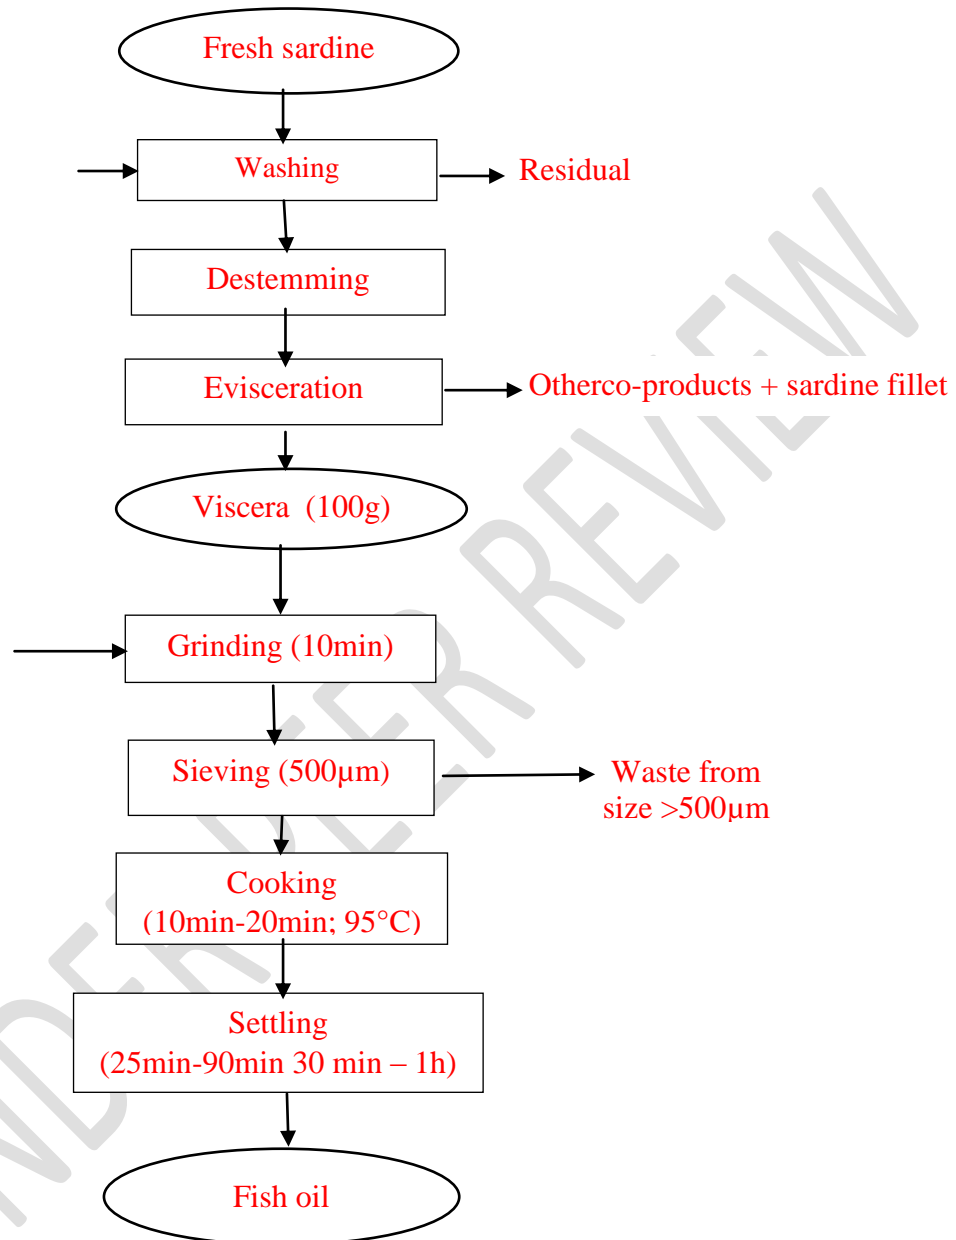 Fresh sardine
Washing
Residual
Destemming
Evisceration
Otherco-products + sardine fillet
Viscera (100g)
Grinding (10min)
Sieving (500µm)
Waste from
size >500µm
Cooking
(10min-20min; 95°C)
Settling
(25min-90min 30 min – 1h)
Fish oil
NDER PEER REVIEW